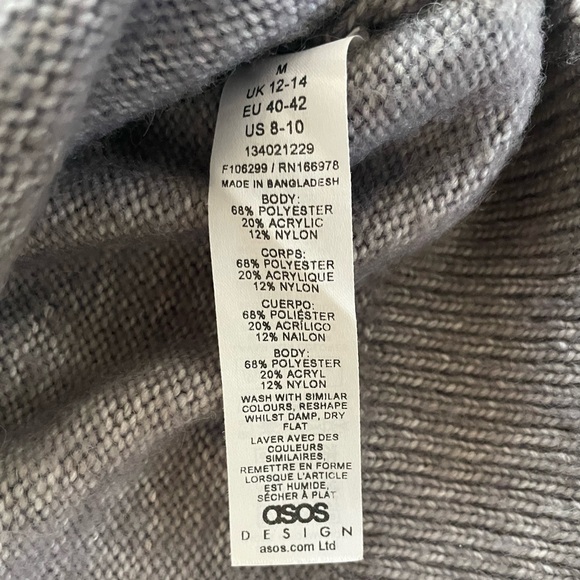 M
UK 12-14
EU 40-42
US 8-10
134021229
F106299 / RN166978
MADE IN BANGLADESH
BODY:
68% POLYESTER
20% ACRYLIC
12% NYLON
CORPS:
68% POLYESTER
20% ACRYLIQUE
12% NYLON
CUERPO:
68% POLIÉSTER
20% ACRÍLICO
12% NAILON
BODY:
68% POLYESTER
20% ACRYL
12% NYLON
WASH WITH SIMILAR
COLOURS, RESHAPE
WHILST DAMP, DRY
FLAT
LAVER AVEC DES
COULEURS
SIMILAIRES,
REMETTRE EN FORME
LORSQUE L'ARTICLE
EST HUMIDE,
SÉCHER À PLAT
asos
DESIGN
asos.com Ltd